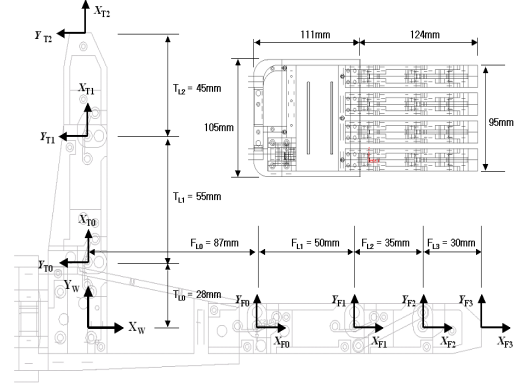 X_T2
Y_T2
111mm
124mm
X_T1
T_L2 = 45mm
105mm
95mm
Y_T1
T_L1 = 55mm
X_T0
F_L0 = 87mm
F_L1 = 50mm
F_L2 = 35mm
F_L3 = 30mm
Y_T0
Y_W
T_L0 = 28mm
Y_F0
Y_F1
Y_F2
Y_F3
X_W
X_F0
X_F1
X_F2
X_F3